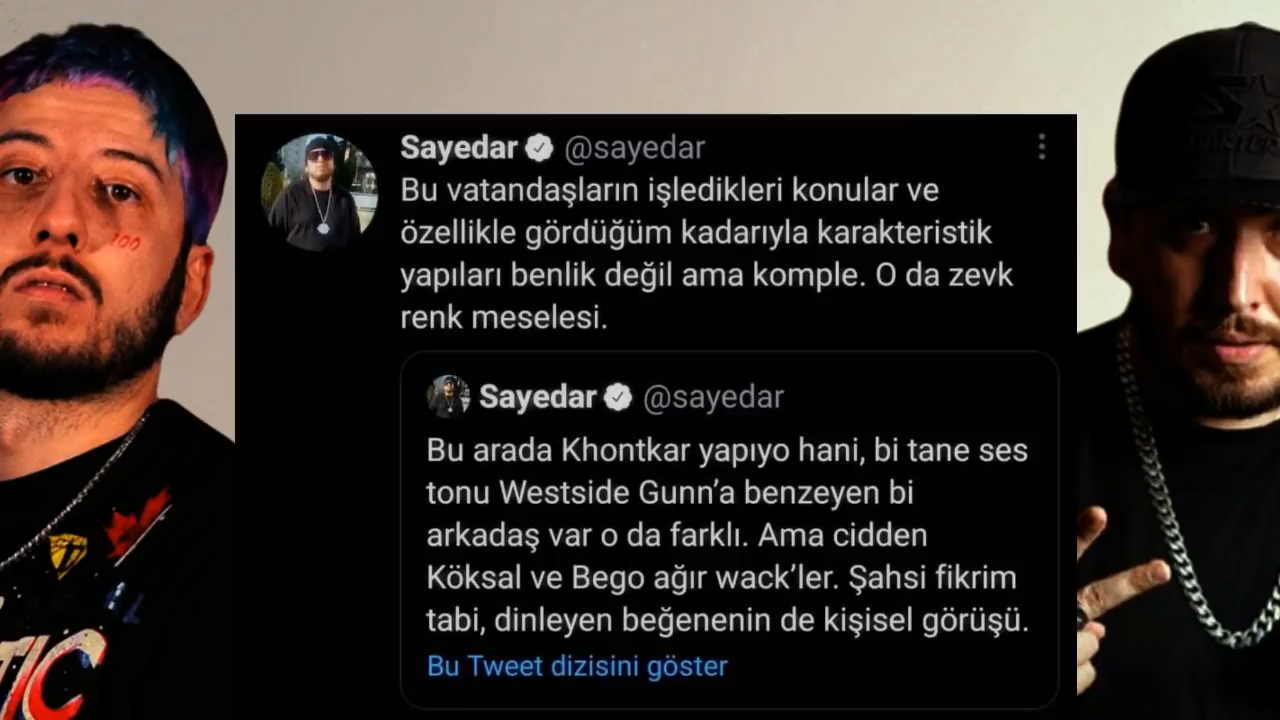 Sayedar @sayedar
Bu vatandaşların işledikleri konular ve
özellikle gördüğüm kadarıyla karakteristik
yapıları benlik değil ama komple. O da zevk
renk meselesi.
Sayedar @sayedar
Bu arada Khontkar yapıyo hani, bi tane ses
tonu Westside Gunn’a benzeyen bi
arkadaş var o da farklı. Ama cidden
Köksal ve Bego ağır wack’ler. Şahsi fikrim
tabi, dinleyen beğenenin de kişisel görüşü.
Bu Tweet dizisini göster
100
TIC